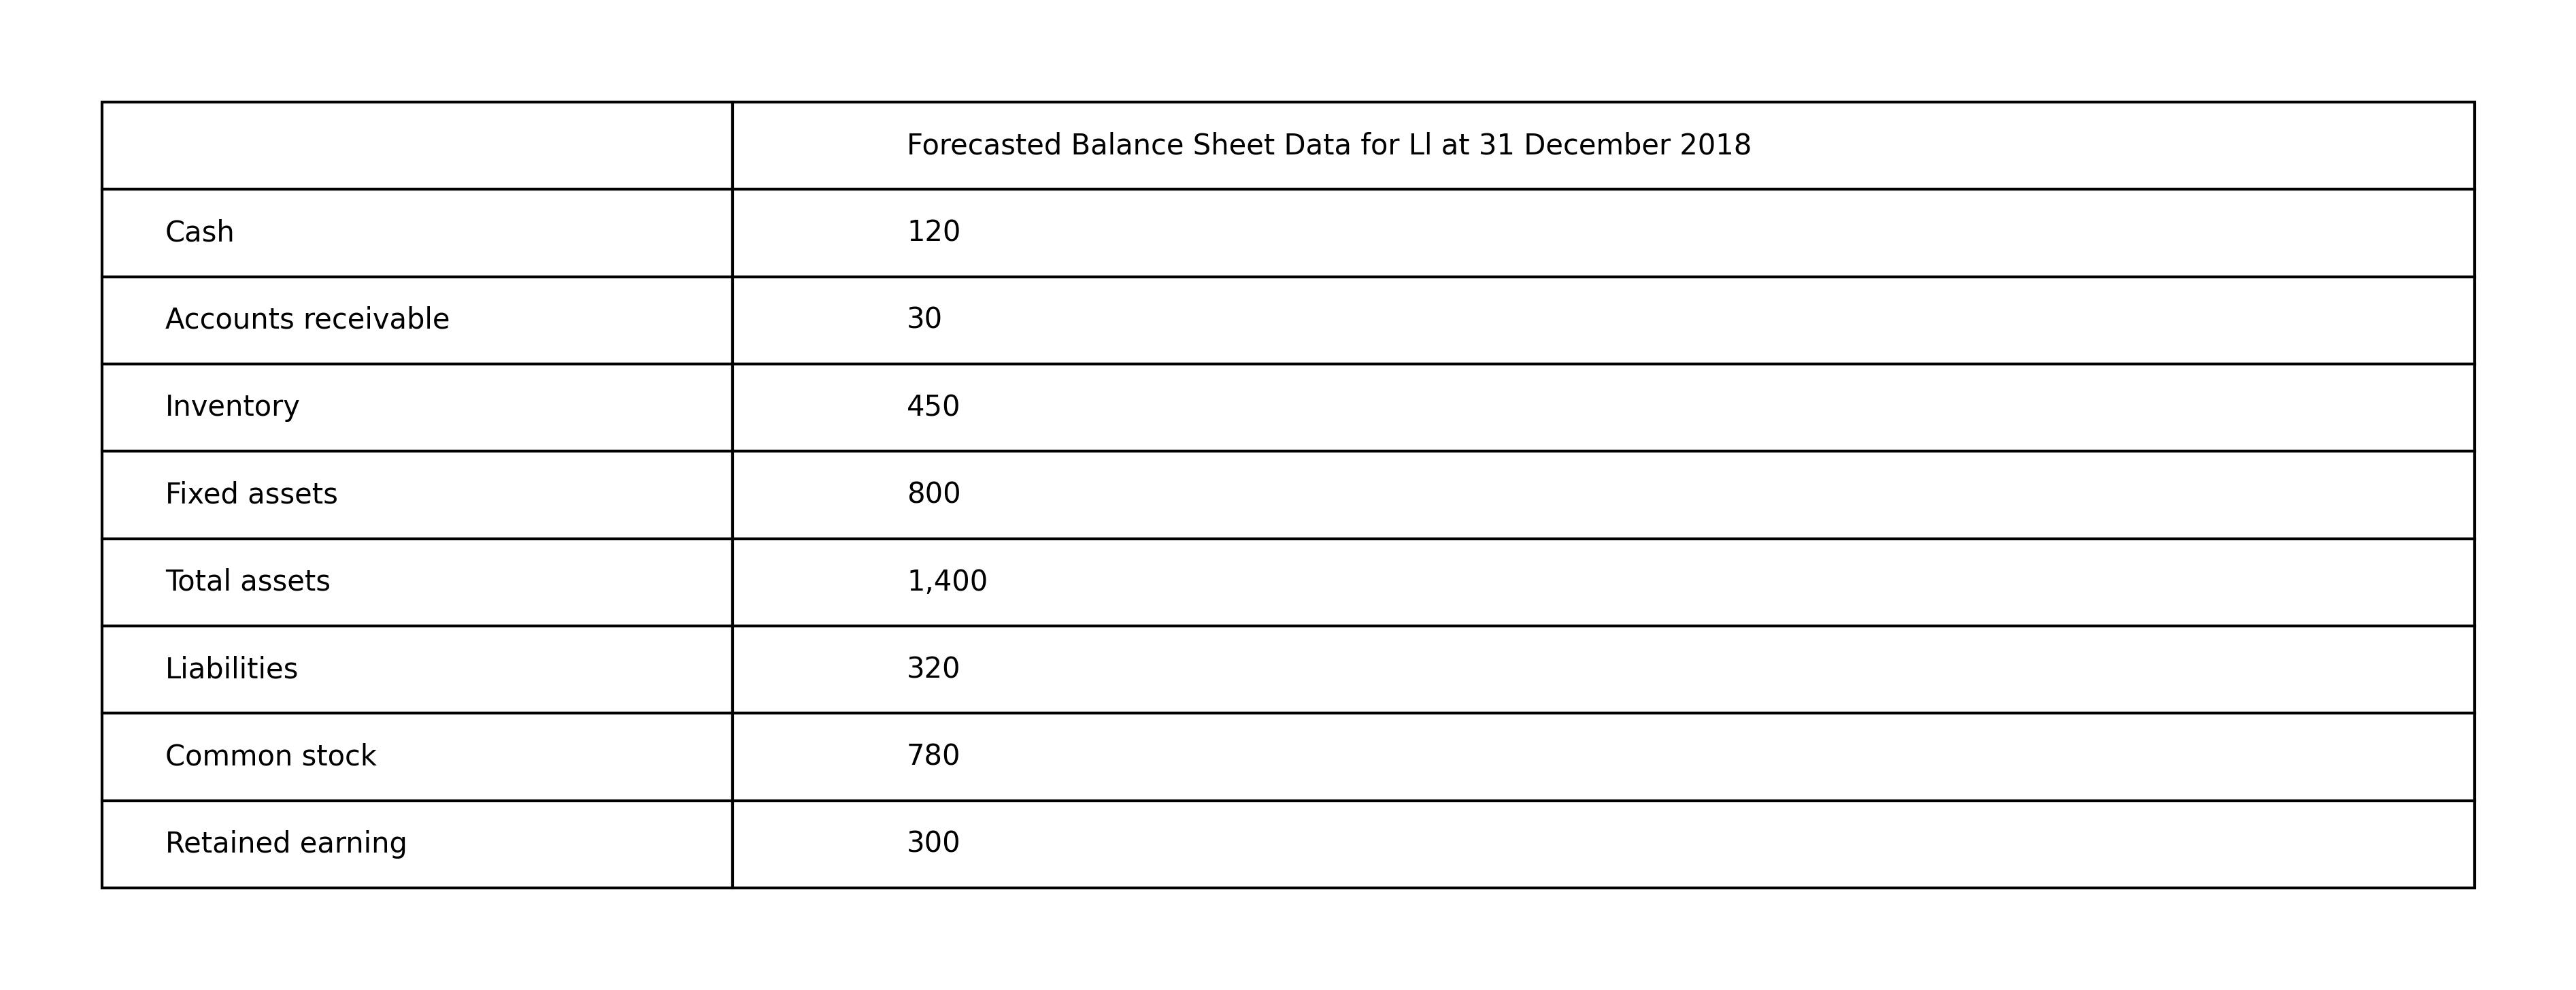 Forecasted Balance Sheet Data for Ll at 31 December 2018
Cash 120
Accounts receivable 30
Inventory 450
Fixed assets 800
Total assets 1,400
Liabilities 320
Common stock 780
Retained earning 300